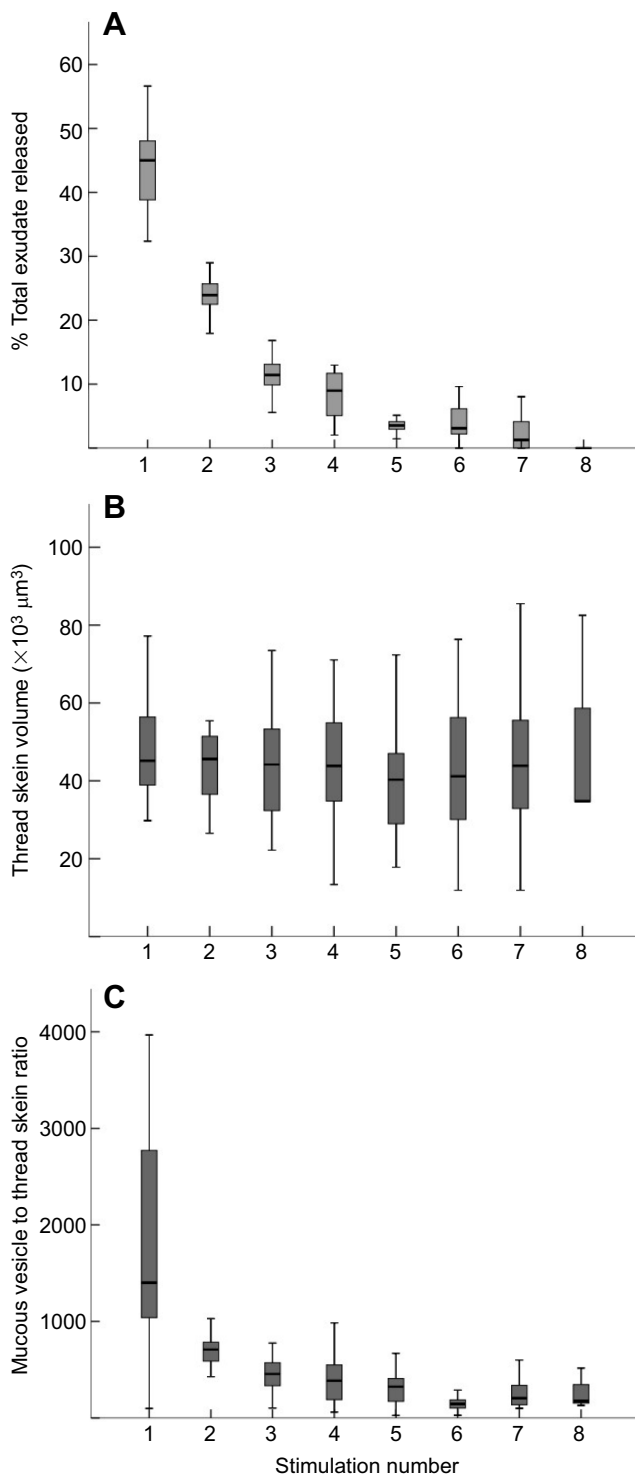 A
60
50
40
30
20
10
% Total exudate released
1 2 3 4 5 6 7 8
B
100
80
60
40
20
Thread skein volume (×10³ μm³)
1 2 3 4 5 6 7 8
C
4000
3000
2000
1000
Mucous vesicle to thread skein ratio
1 2 3 4 5 6 7 8
Stimulation number